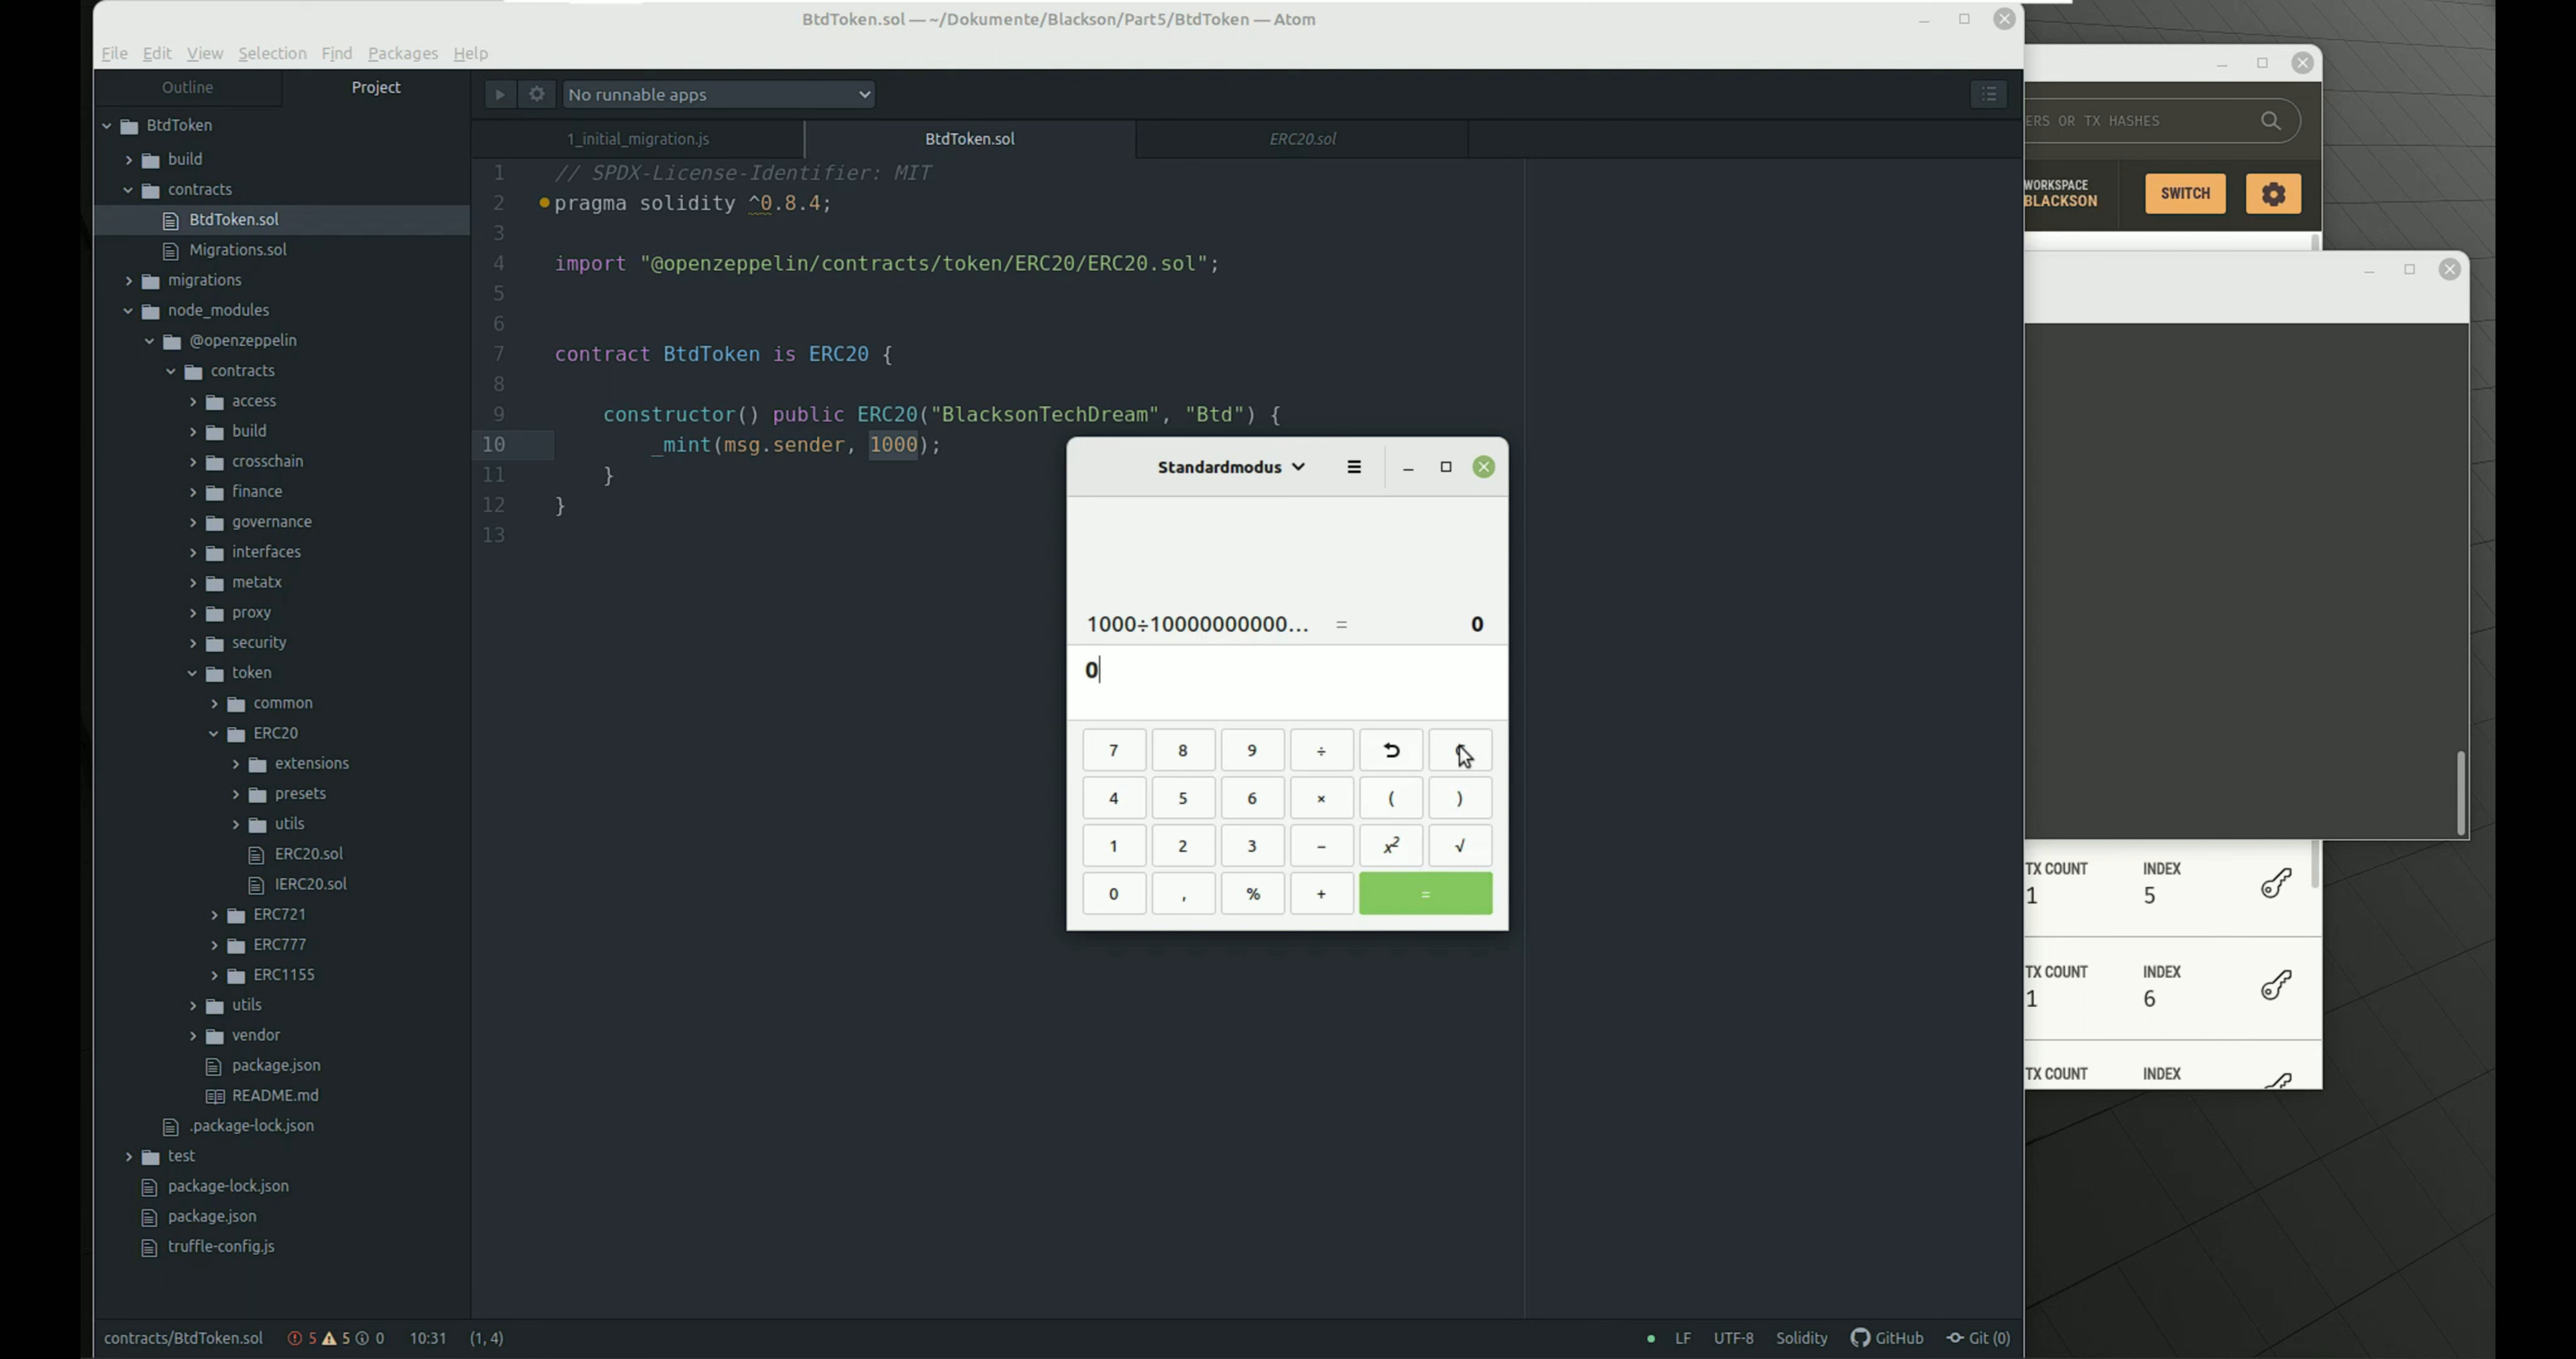 BtdToken.sol — ~/Dokumente/Blackson/Part5/BtdToken — Atom
File Edit View Selection Find Packages Help
Outline Project
BtdToken
build
contracts
BtdToken.sol
Migrations.sol
migrations
node_modules
@openzeppelin
contracts
access
build
crosschain
finance
governance
interfaces
metatx
proxy
security
token
common
ERC20
extensions
presets
utils
ERC20.sol
IERC20.sol
ERC721
ERC777
ERC1155
utils
vendor
package.json
README.md
.package-lock.json
test
package-lock.json
package.json
truffle-config.js
No runnable apps
1_initial_migration.js BtdToken.sol ERC20.sol
1 // SPDX-License-Identifier: MIT
2 pragma solidity ^0.8.4;
3
4 import "@openzeppelin/contracts/token/ERC20/ERC20.sol";
5
6
7 contract BtdToken is ERC20 {
8
9 constructor() public ERC20("BlacksonTechDream", "Btd") {
10 _mint(msg.sender, 1000);
11 }
12 }
13
Standardmodus
1000÷10000000000... = 0
0
7 8 9 ÷
4 5 6 × ( )
1 2 3 − x² √
0 , % + =
ERS OR TX HASHES
WORKSPACE
BLACKSON
SWITCH
TX COUNT INDEX
1 5
TX COUNT INDEX
1 6
TX COUNT INDEX
contracts/BtdToken.sol 5 5 0 10:31 (1, 4) LF UTF-8 Solidity GitHub Git (0)